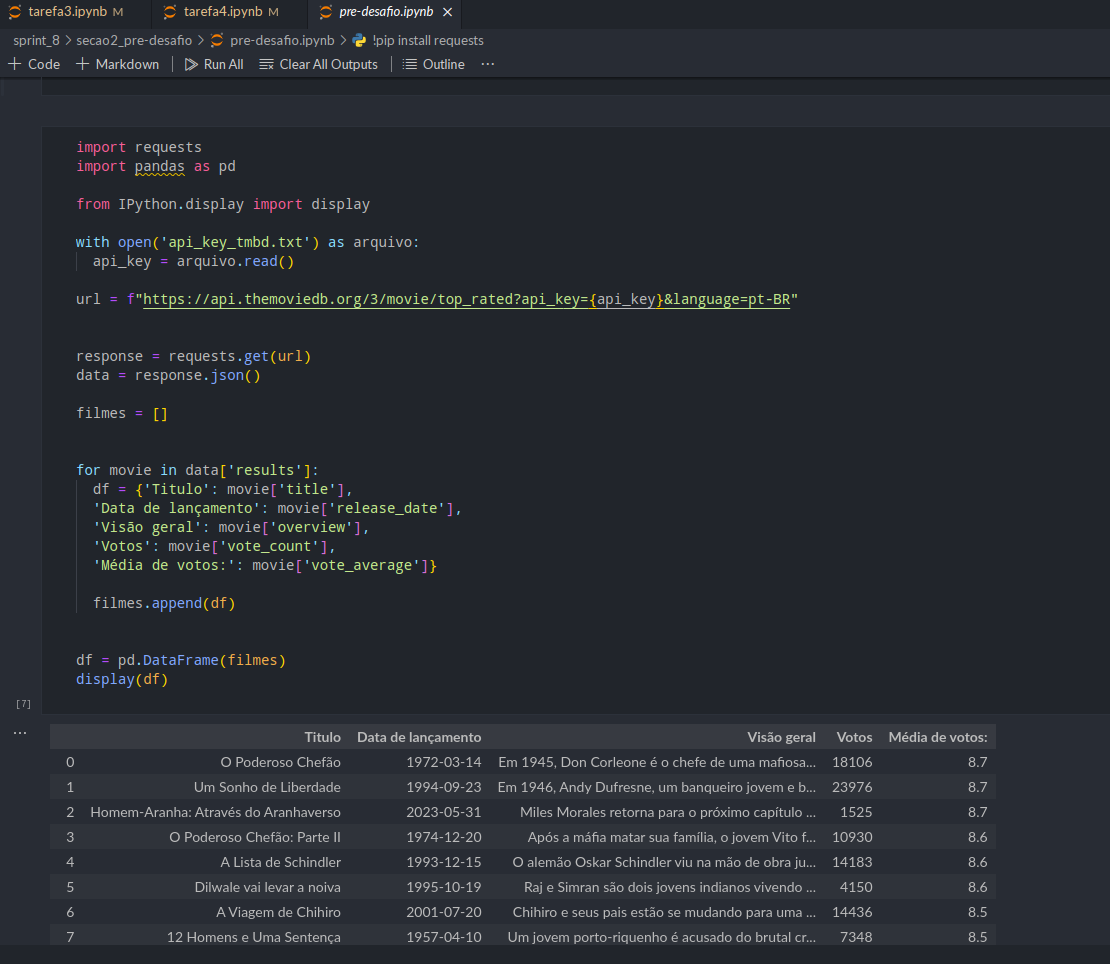 tarefa3.ipynb M tarefa4.ipynb M pre-desafio.ipynb ×
sprint_8 > secao2_pre-desafio > pre-desafio.ipynb > !pip install requests
+ Code + Markdown | Run All Clear All Outputs | Outline ...
import requests
import pandas as pd
from IPython.display import display
with open('api_key_tmbd.txt') as arquivo:
api_key = arquivo.read()
url = f"https://api.themoviedb.org/3/movie/top_rated?api_key={api_key}&language=pt-BR"
response = requests.get(url)
data = response.json()
filmes = []
for movie in data['results']:
df = {'Titulo': movie['title'],
'Data de lançamento': movie['release_date'],
'Visão geral': movie['overview'],
'Votos': movie['vote_count'],
'Média de votos:': movie['vote_average']}
filmes.append(df)
df = pd.DataFrame(filmes)
display(df)
[7]
...
Titulo Data de lançamento Visão geral Votos Média de votos:
0 O Poderoso Chefão 1972-03-14 Em 1945, Don Corleone é o chefe de uma mafiosa... 18106 8.7
1 Um Sonho de Liberdade 1994-09-23 Em 1946, Andy Dufresne, um banqueiro jovem e b... 23976 8.7
2 Homem-Aranha: Através do Aranhaverso 2023-05-31 Miles Morales retorna para o próximo capítulo ... 1525 8.7
3 O Poderoso Chefão: Parte II 1974-12-20 Após a máfia matar sua família, o jovem Vito f... 10930 8.6
4 A Lista de Schindler 1993-12-15 O alemão Oskar Schindler viu na mão de obra ju... 14183 8.6
5 Dilwale vai levar a noiva 1995-10-19 Raj e Simran são dois jovens indianos vivendo ... 4150 8.6
6 A Viagem de Chihiro 2001-07-20 Chihiro e seus pais estão se mudando para uma ... 14436 8.5
7 12 Homens e Uma Sentença 1957-04-10 Um jovem porto-riquenho é acusado do brutal cr... 7348 8.5